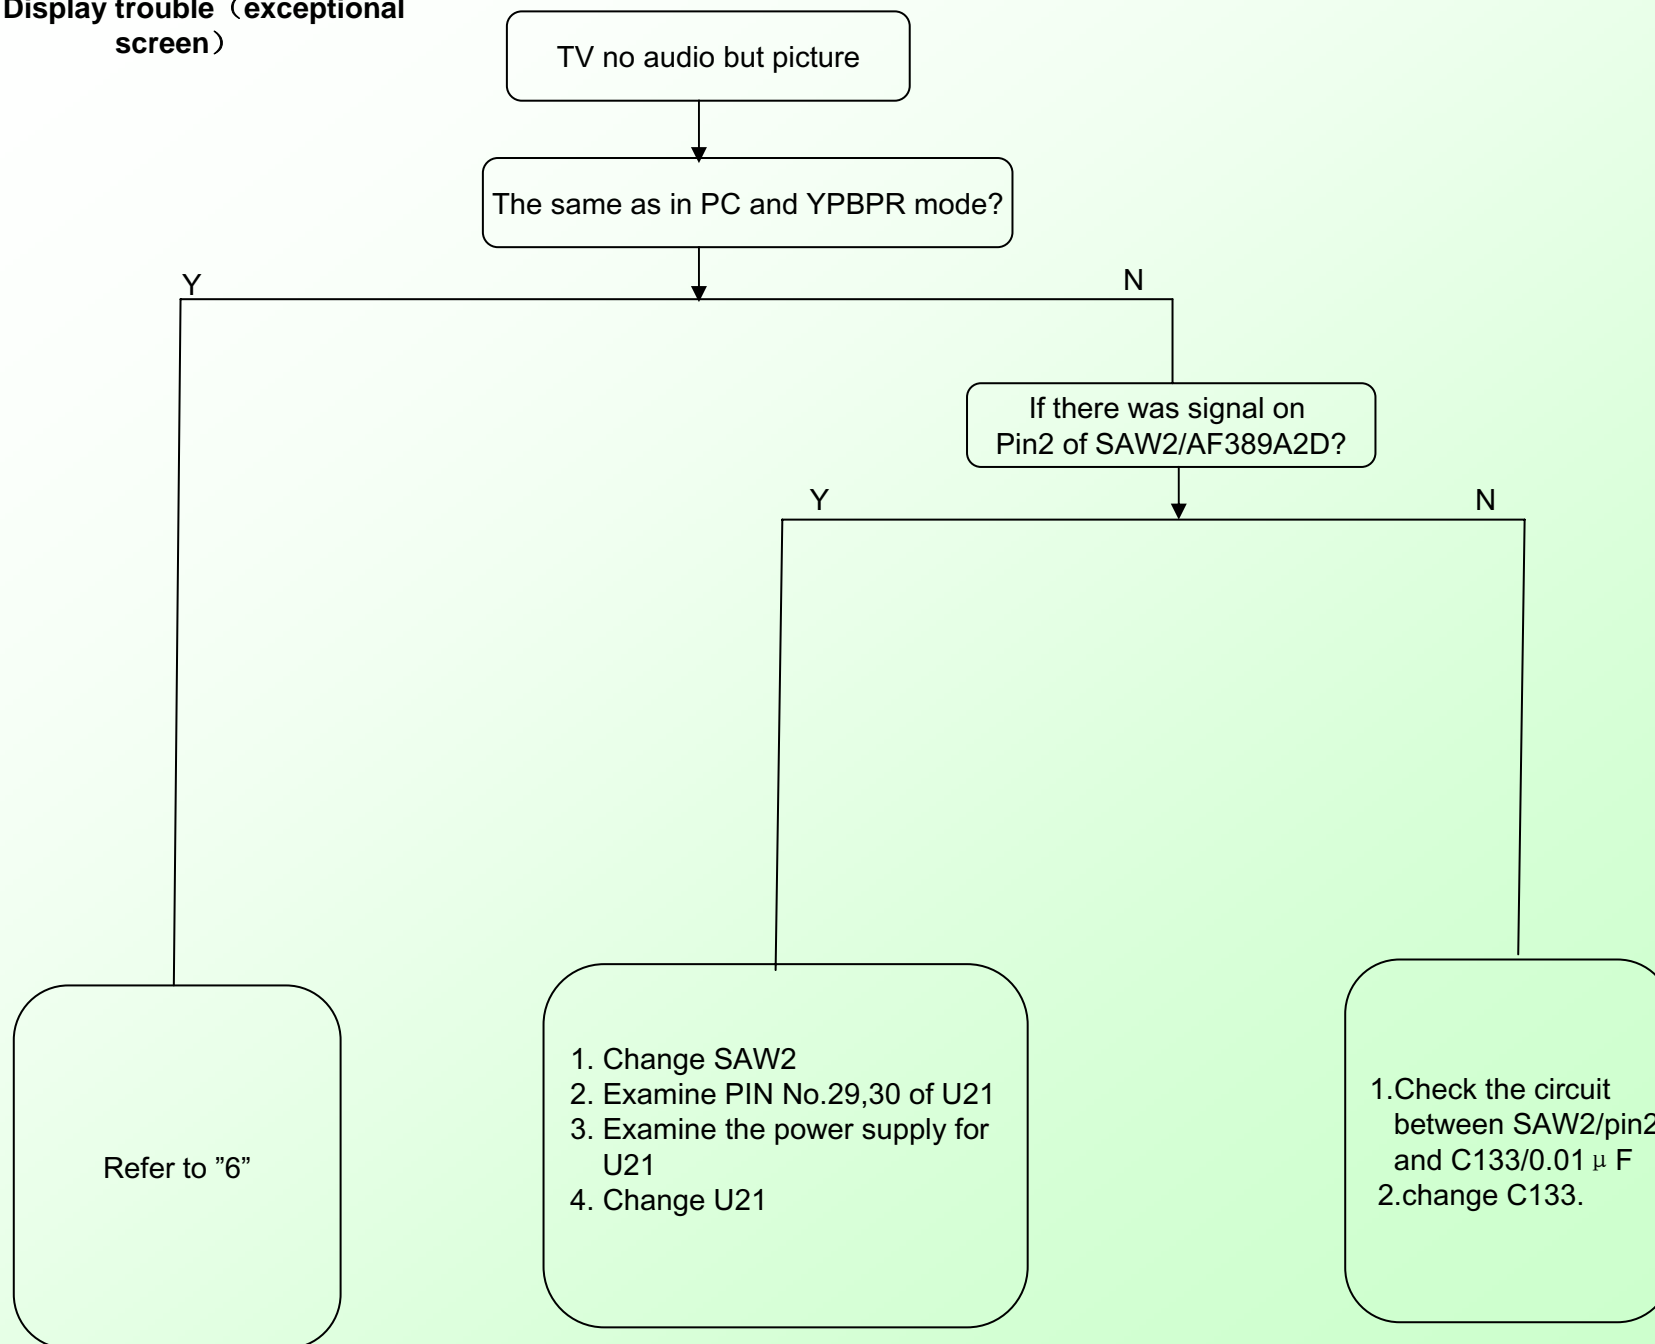 Display trouble（exceptional
screen）
TV no audio but picture
The same as in PC and YPBPR mode?
Y
N
If there was signal on
Pin2 of SAW2/AF389A2D?
Y
N
Refer to ”6”
1. Change SAW2
2. Examine PIN No.29,30 of U21
3. Examine the power supply for
U21
4. Change U21
1.Check the circuit
between SAW2/pin2
and C133/0.01μF
2.change C133.